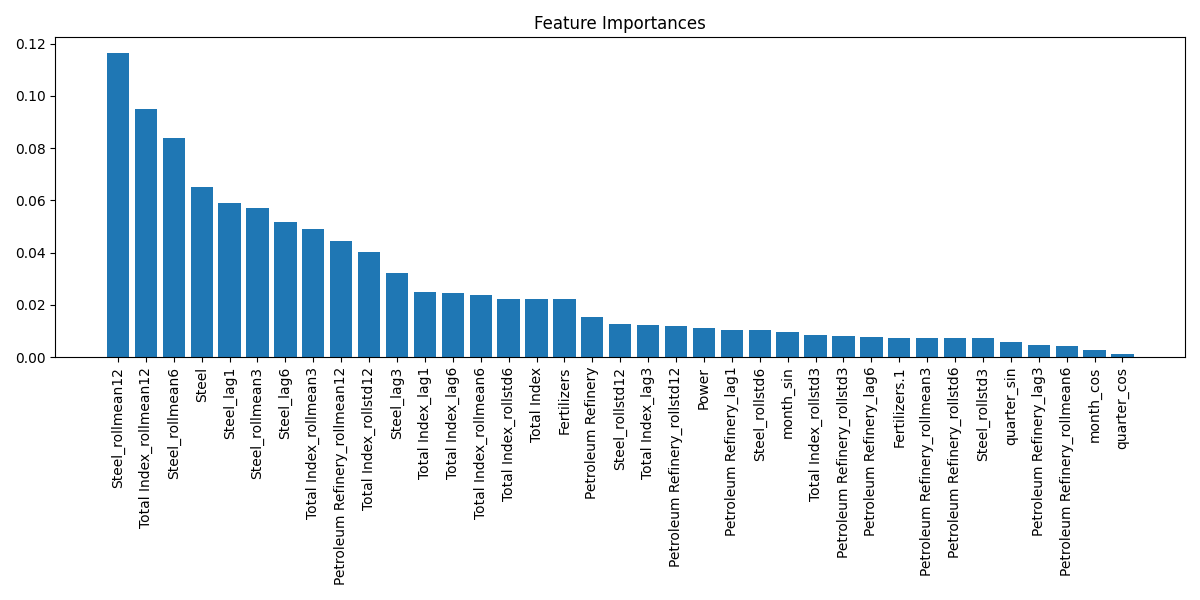 Feature Importances
0.12
0.10
0.08
0.06
0.04
0.02
0.00
Steel_rollmean12
Total Index_rollmean12
Steel_rollmean6
Steel
Steel_lag1
Steel_rollmean3
Steel_lag6
Total Index_rollmean3
Petroleum Refinery_rollmean12
Total Index_rollstd12
Steel_lag3
Total Index_lag1
Total Index_lag6
Total Index_rollmean6
Total Index_rollstd6
Total Index
Fertilizers
Petroleum Refinery
Steel_rollstd12
Total Index_lag3
Petroleum Refinery_rollstd12
Power
Petroleum Refinery_lag1
Steel_rollstd6
month_sin
Total Index_rollstd3
Petroleum Refinery_rollstd3
Petroleum Refinery_lag6
Fertilizers.1
Petroleum Refinery_rollmean3
Petroleum Refinery_rollstd6
Steel_rollstd3
quarter_sin
Petroleum Refinery_lag3
Petroleum Refinery_rollmean6
month_cos
quarter_cos